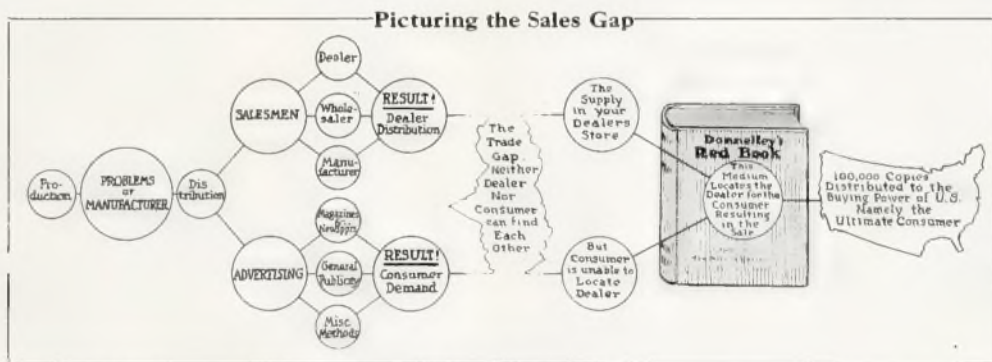 Picturing the Sales Gap
Pro-
duction
PROBLEMS
OF
MANUFACTURER
Dis
tribution
SALESMEN
Dealer
Whole-
saler
Manu-
facturer
RESULT!
Dealer
Distribution
ADVERTISING
Magazines
&
General
Publicity
Misc
Methods
RESULT!
Consumer
Demand
The
Trade
Gap.
Neither
Dealer
Nor
Consumer
can find
Each
Other
The
Supply
in your
Dealers
Store
But
Consumer
is unable to
Locate
Dealer
Donnelley's
Red Book
This
Medium
Locates the
Dealer for the
Consumer
Resulting
in the
Sale
100,000 Copies
Distributed to the
Buying Power of U.S.
Namely the
Ultimate Consumer